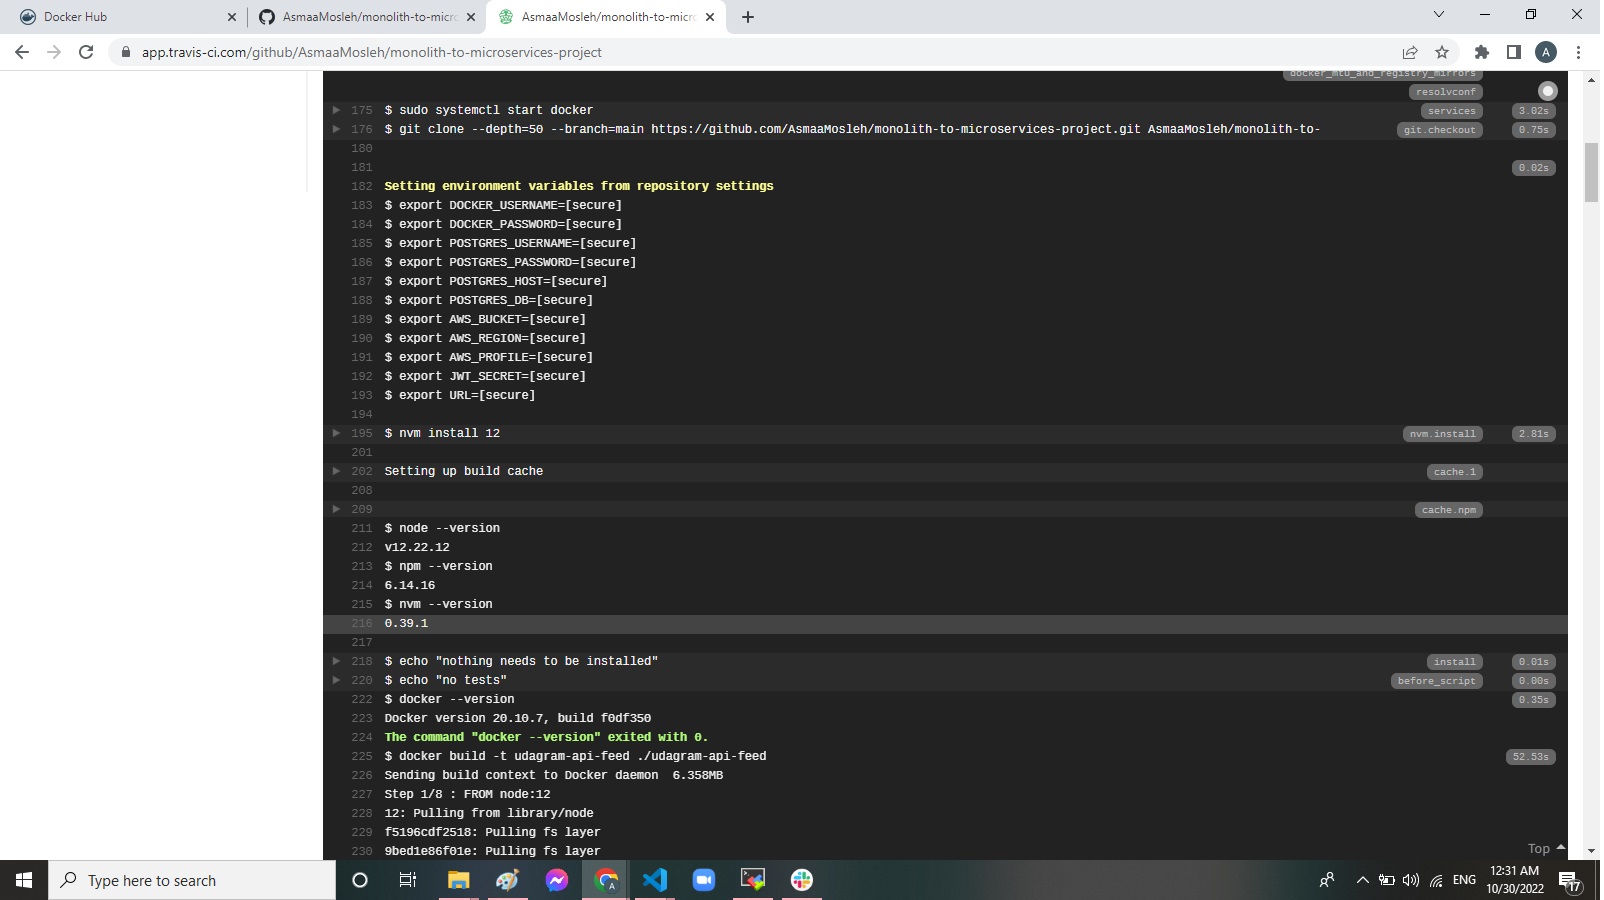 Docker Hub
AsmaaMosleh/monolith-to-micro
AsmaaMosleh/monolith-to-micro
app.travis-ci.com/github/AsmaaMosleh/monolith-to-microservices-project
A
docker_mtu_and_registry_mirrors
resolvconf
175 $ sudo systemctl start docker services 3.02s
176 $ git clone --depth=50 --branch=main https://github.com/AsmaaMosleh/monolith-to-microservices-project.git AsmaaMosleh/monolith-to- git.checkout 0.75s
180
181 0.02s
182 Setting environment variables from repository settings
183 $ export DOCKER_USERNAME=[secure]
184 $ export DOCKER_PASSWORD=[secure]
185 $ export POSTGRES_USERNAME=[secure]
186 $ export POSTGRES_PASSWORD=[secure]
187 $ export POSTGRES_HOST=[secure]
188 $ export POSTGRES_DB=[secure]
189 $ export AWS_BUCKET=[secure]
190 $ export AWS_REGION=[secure]
191 $ export AWS_PROFILE=[secure]
192 $ export JWT_SECRET=[secure]
193 $ export URL=[secure]
194
195 $ nvm install 12 nvm.install 2.81s
201
202 Setting up build cache cache.1
208
209 cache.npm
211 $ node --version
212 v12.22.12
213 $ npm --version
214 6.14.16
215 $ nvm --version
216 0.39.1
217
218 $ echo "nothing needs to be installed" install 0.01s
220 $ echo "no tests" before_script 0.00s
222 $ docker --version 0.35s
223 Docker version 20.10.7, build f0df350
224 The command "docker --version" exited with 0.
225 $ docker build -t udagram-api-feed ./udagram-api-feed 52.53s
226 Sending build context to Docker daemon 6.358MB
227 Step 1/8 : FROM node:12
228 12: Pulling from library/node
229 f5196cdf2518: Pulling fs layer
230 9bed1e86f01e: Pulling fs layer
Top
Type here to search
A
ENG
12:31 AM
10/30/2022
17